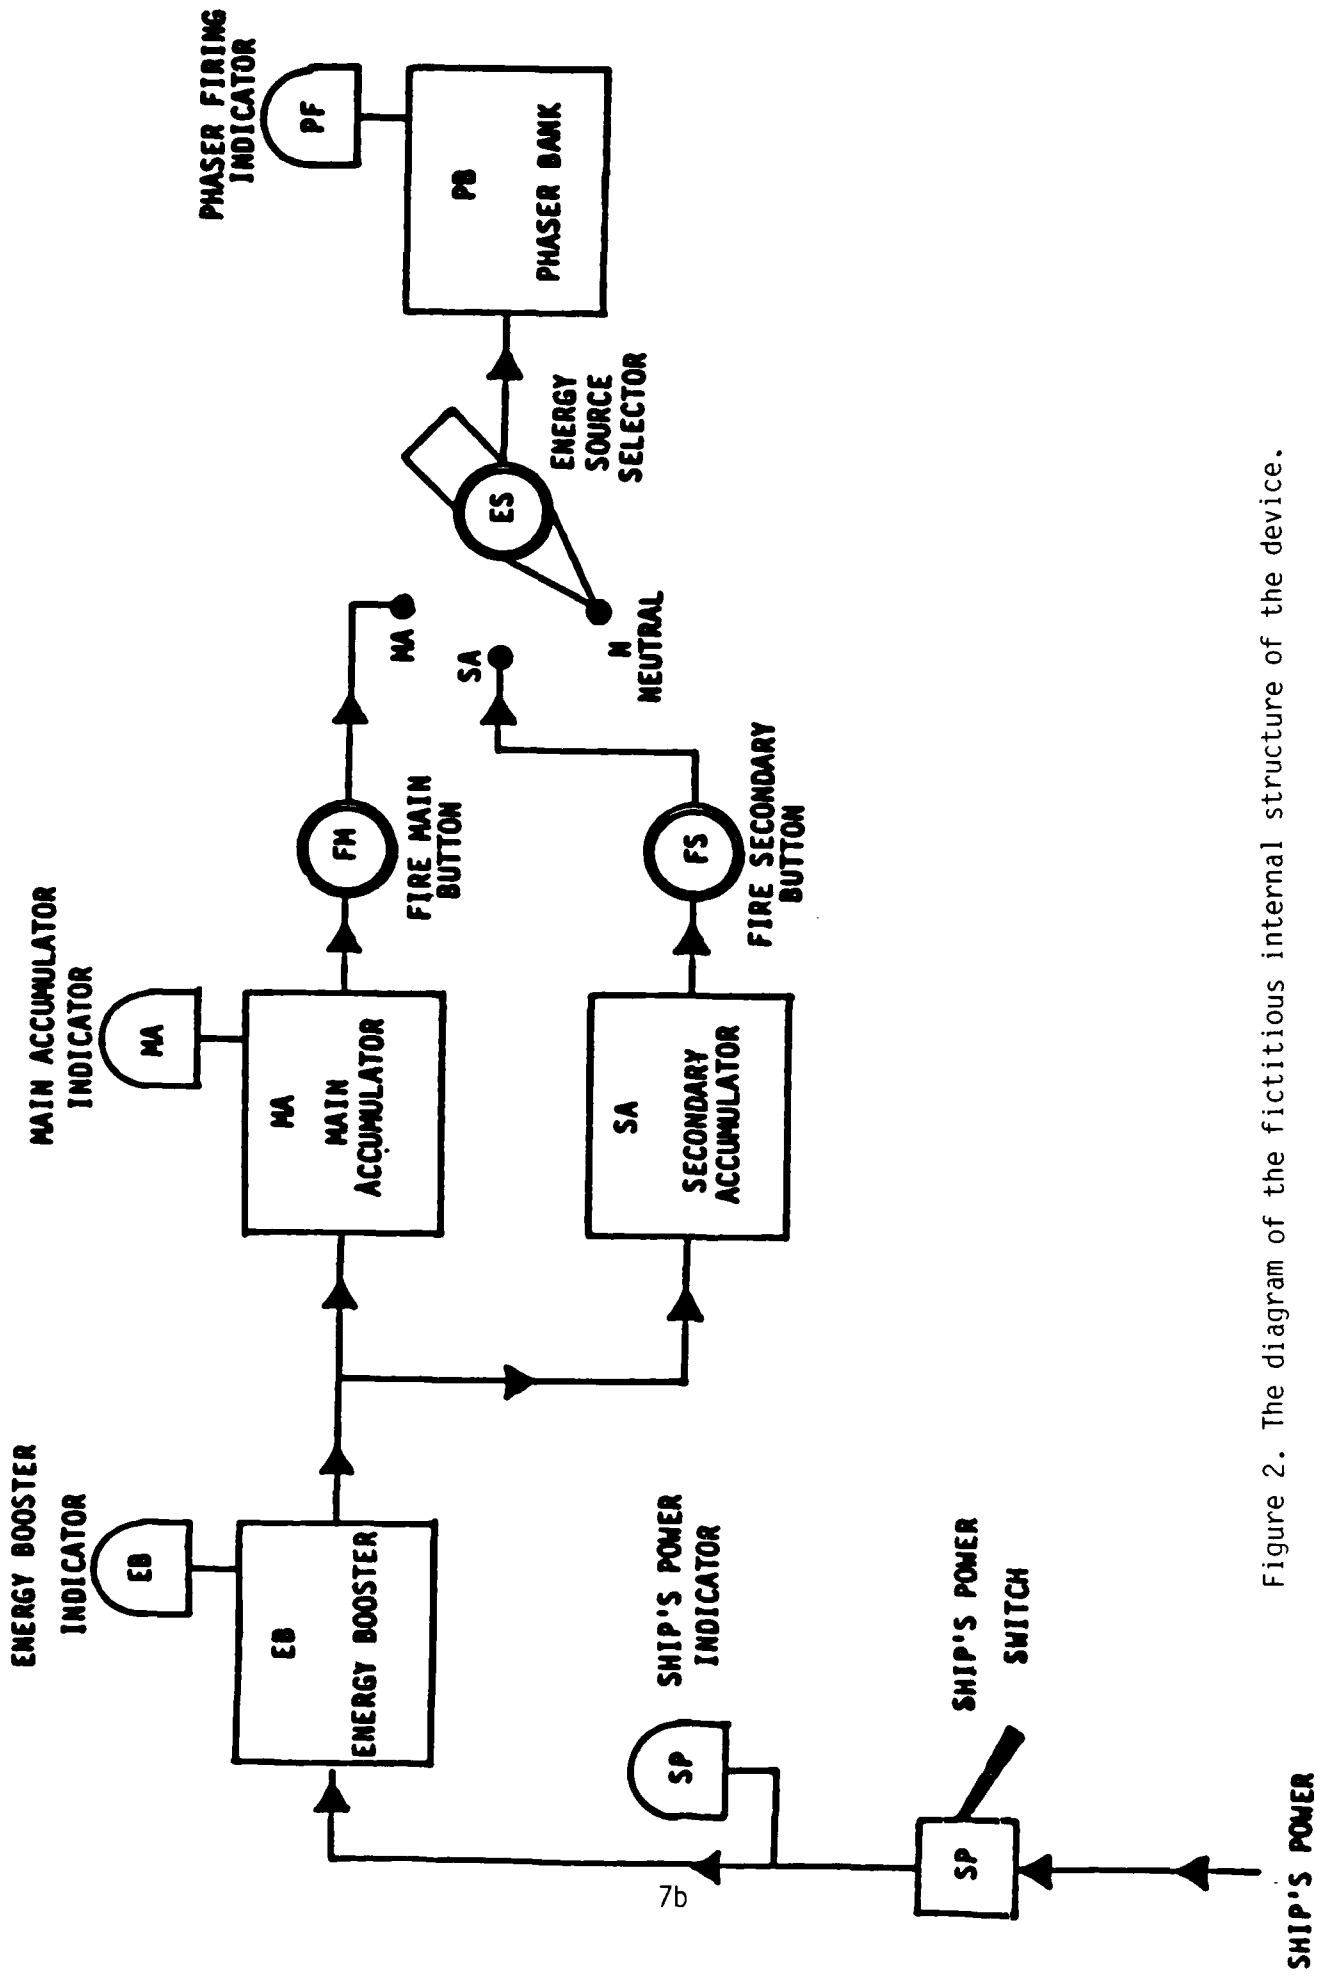 ENERGY BOOSTER
INDICATOR
EB
EB
ENERGY BOOSTER
SHIP'S POWER
INDICATOR
SP
SHIP'S POWER
SWITCH
SP
SHIP'S POWER
MAIN ACCUMULATOR
INDICATOR
MA
MA
MAIN
ACCUMULATOR
SA
SECONDARY
ACCUMULATOR
FM
FIRE MAIN
BUTTON
FS
FIRE SECONDARY
BUTTON
MA
SA
N
NEUTRAL
ES
ENERGY
SOURCE
SELECTOR
PHASER FIRING
INDICATOR
PF
PB
PHASER BANK
Figure 2. The diagram of the fictitious internal structure of the device.
7b